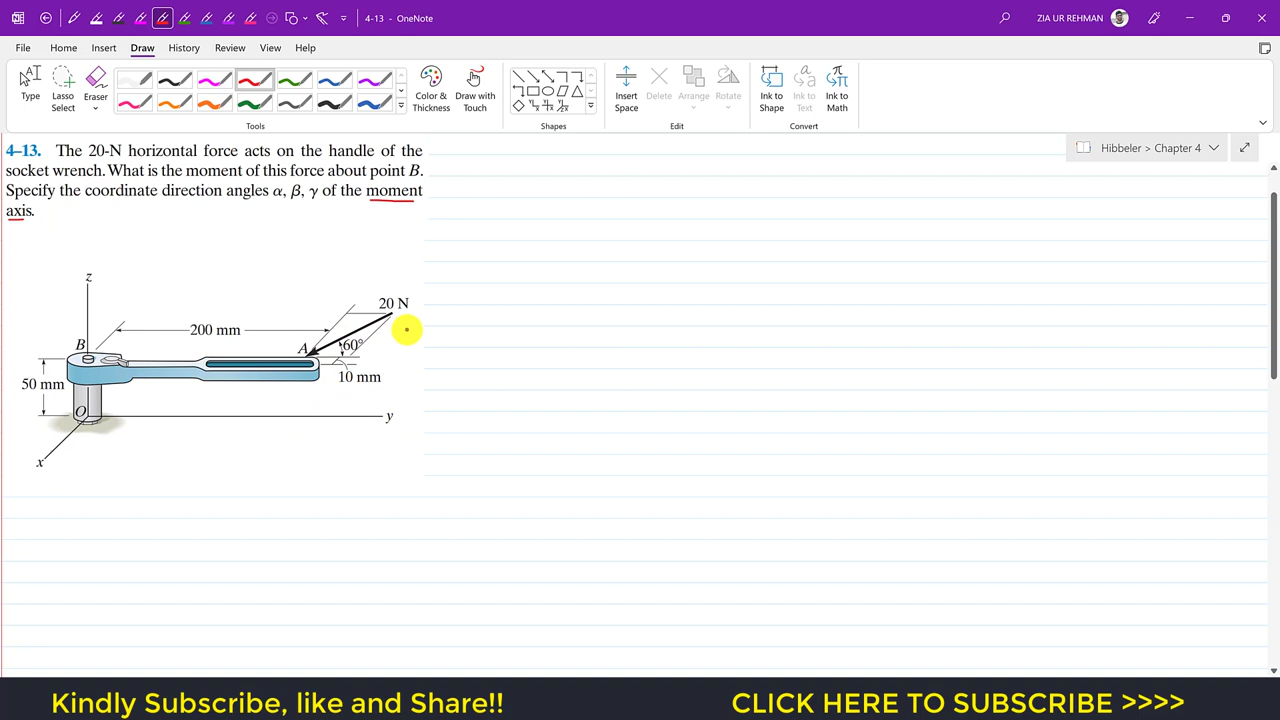 4-13 - OneNote
ZIA UR REHMAN
File Home Insert Draw History Review View Help
Type
Lasso Select
Eraser
Color & Thickness
Draw with Touch
Insert Space
Delete
Arrange
Rotate
Ink to Shape
Ink to Text
Ink to Math
Tools
Shapes
Edit
Convert
Hibbeler > Chapter 4
4–13. The 20-N horizontal force acts on the handle of the
socket wrench. What is the moment of this force about point B.
Specify the coordinate direction angles α, β, γ of the moment
axis.
z
20 N
200 mm
B
A
60°
10 mm
50 mm
O
y
x
Kindly Subscribe, like and Share!!
CLICK HERE TO SUBSCRIBE >>>>